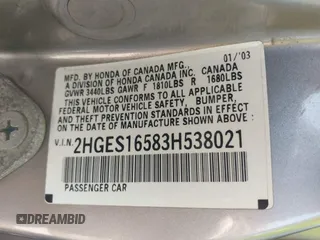 MFD. BY HONDA OF CANADA MFG.,
A DIVISION OF HONDA CANADA INC. CANADA 01/'03
GVWR 3440LBS GAWR F 1810LBS R 1680LBS
THIS VEHICLE CONFORMS TO ALL APPLICABLE
FEDERAL MOTOR VEHICLE SAFETY, BUMPER,
AND THEFT PREVENTION STANDARDS IN EFFECT
ON THE DATE OF MANUFACTURE SHOWN ABOVE.
V.I.N. 2HGES16583H538021
PASSENGER CAR
DREAMBID